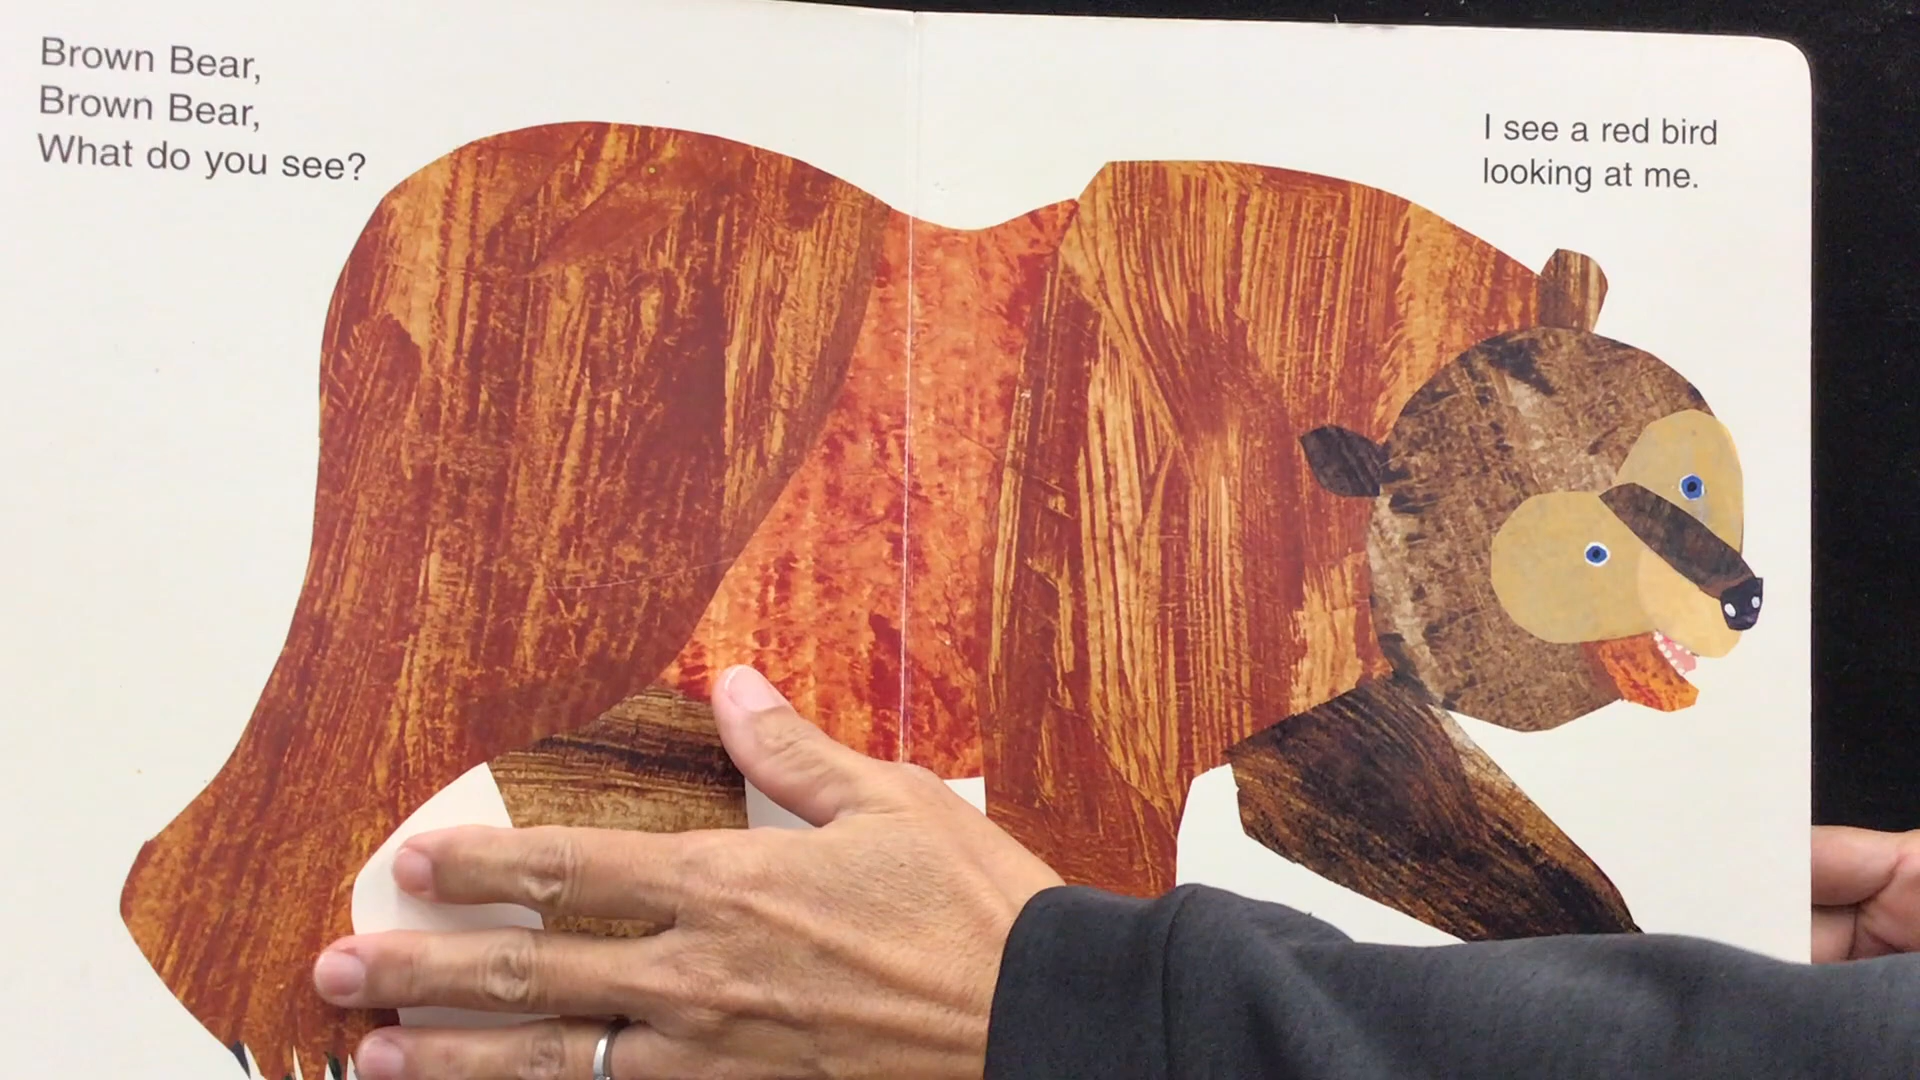 Brown Bear,
Brown Bear,
What do you see?
I see a red bird
looking at me.